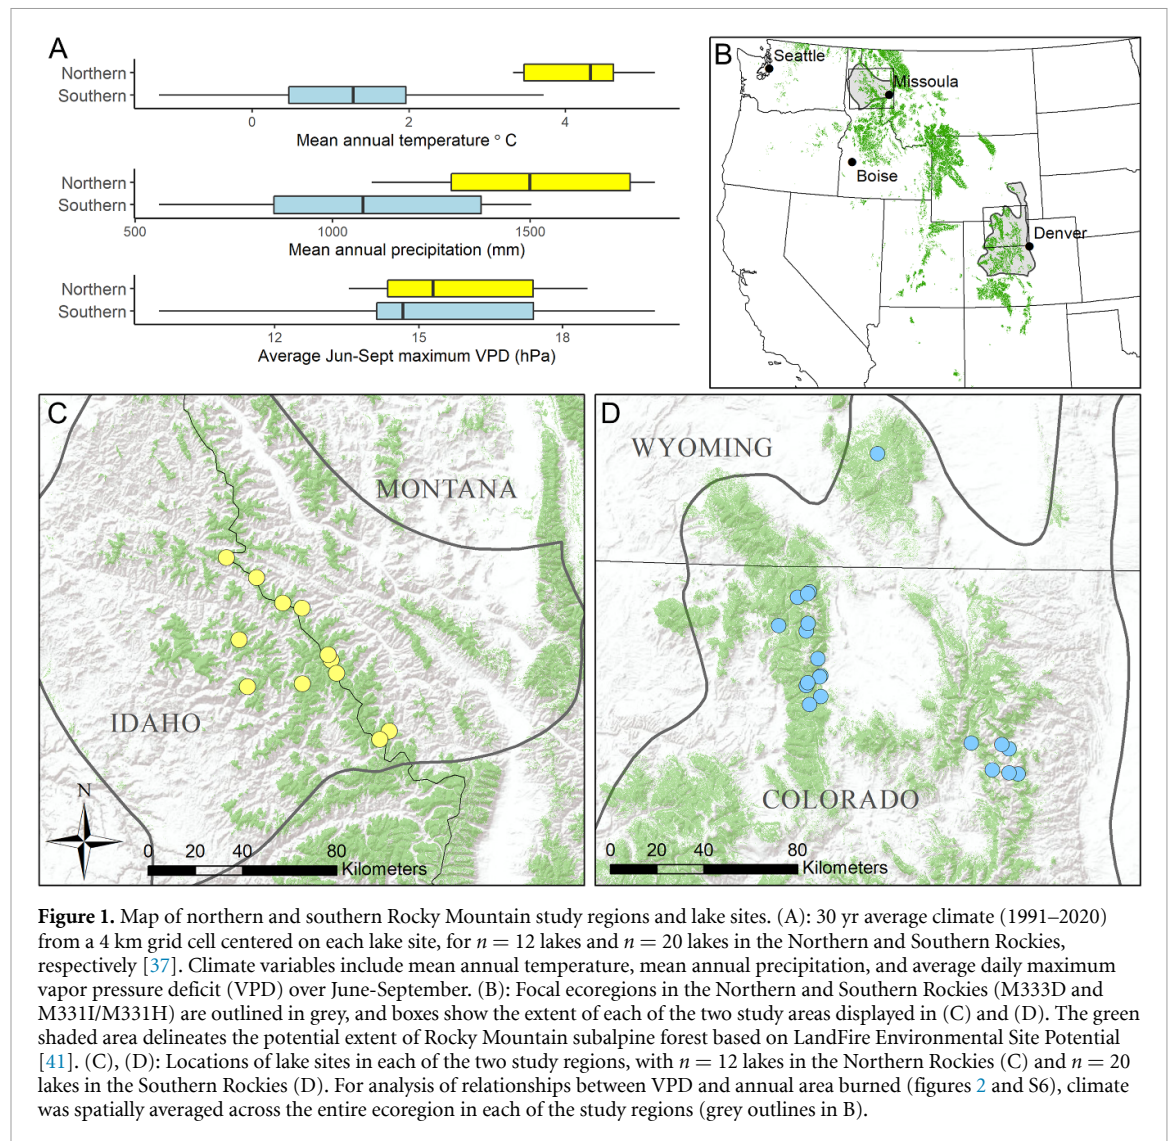 A
Northern
Southern
0 2 4
Mean annual temperature ° C
Northern
Southern
500 1000 1500
Mean annual precipitation (mm)
Northern
Southern
12 15 18
Average Jun-Sept maximum VPD (hPa)
B
Seattle
Missoula
Boise
Denver
C
MONTANA
IDAHO
N
0 20 40 80
Kilometers
D
WYOMING
COLORADO
0 20 40 80
Kilometers
Figure 1. Map of northern and southern Rocky Mountain study regions and lake sites. (A): 30 yr average climate (1991–2020)
from a 4 km grid cell centered on each lake site, for n = 12 lakes and n = 20 lakes in the Northern and Southern Rockies,
respectively [37]. Climate variables include mean annual temperature, mean annual precipitation, and average daily maximum
vapor pressure deficit (VPD) over June-September. (B): Focal ecoregions in the Northern and Southern Rockies (M333D and
M331I/M331H) are outlined in grey, and boxes show the extent of each of the two study areas displayed in (C) and (D). The green
shaded area delineates the potential extent of Rocky Mountain subalpine forest based on LandFire Environmental Site Potential
[41]. (C), (D): Locations of lake sites in each of the two study regions, with n = 12 lakes in the Northern Rockies (C) and n = 20
lakes in the Southern Rockies (D). For analysis of relationships between VPD and annual area burned (figures 2 and S6), climate
was spatially averaged across the entire ecoregion in each of the study regions (grey outlines in B).